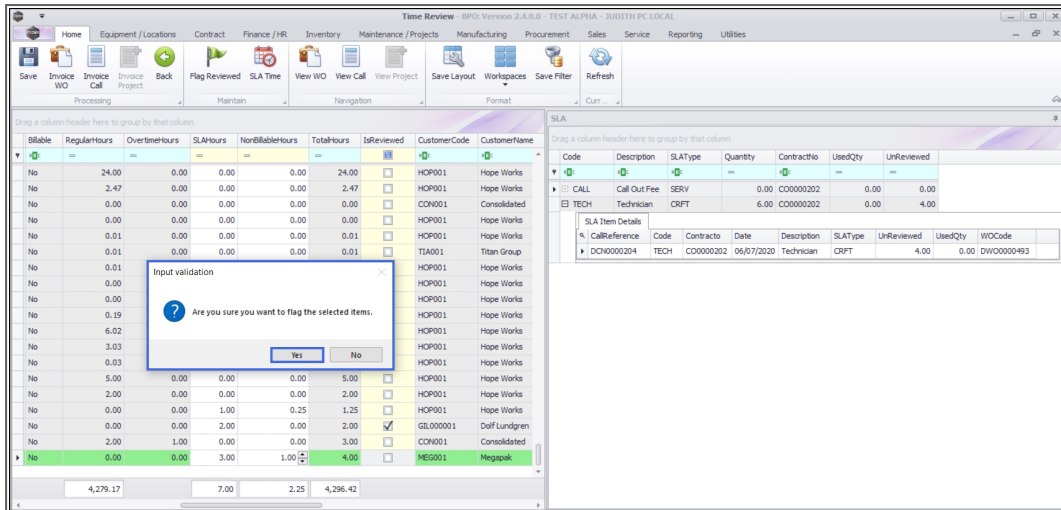 Time Review - BPO: Version 2.4.0.0 - TEST ALPHA - JUDITH PC LOCAL
Home Equipment / Locations Contract Finance / HR Inventory Maintenance / Projects Manufacturing Procurement Sales Service Reporting Utilities
Save Invoice WO Invoice Call Invoice Project Back Flag Reviewed SLA Time View WO View Call View Project Save Layout Workspaces Save Filter Refresh
Processing Maintain Navigation Format Curr...
Drag a column header here to group by that column
Billable RegularHours OvertimeHours SLAHours NonBillableHours TotalHours IsReviewed CustomerCode CustomerName
= = = = =
No 24.00 0.00 0.00 0.00 24.00 HOP001 Hope Works
No 2.47 0.00 0.00 0.00 2.47 HOP001 Hope Works
No 0.00 0.00 0.00 0.00 0.00 CON001 Consolidated
No 0.00 0.00 0.00 0.00 0.00 HOP001 Hope Works
No 0.01 0.00 0.00 0.00 0.01 HOP001 Hope Works
No 0.01 0.00 0.00 0.00 0.01 TIA001 Titan Group
No 0.01 HOP001 Hope Works
No 0.00 HOP001 Hope Works
No 0.00 HOP001 Hope Works
No 0.19 HOP001 Hope Works
No 6.02 HOP001 Hope Works
No 3.03 HOP001 Hope Works
No 0.03 HOP001 Hope Works
No 5.00 0.00 0.00 0.00 5.00 HOP001 Hope Works
No 2.00 0.00 0.00 0.00 2.00 HOP001 Hope Works
No 0.00 0.00 1.00 0.25 1.25 HOP001 Hope Works
No 0.00 0.00 2.00 0.00 2.00 GIL000001 Dolf Lundgren
No 2.00 1.00 0.00 0.00 3.00 CON001 Consolidated
No 0.00 0.00 3.00 1.00 4.00 MEG001 Megapak
4,279.17 7.00 2.25 4,296.42
Input validation
Are you sure you want to flag the selected items.
Yes No
SLA
Drag a column header here to group by that column
Code Description SLAType Quantity ContractNo UsedQty UnReviewed
= = =
CALL Call Out Fee SERV 0.00 CO0000202 0.00 0.00
TECH Technician CRFT 6.00 CO0000202 0.00 4.00
SLA Item Details
CallReference Code Contracto Date Description SLAType UnReviewed UsedQty WOCode
DCN0000204 TECH CO0000202 06/07/2020 Technician CRFT 4.00 0.00 DWO0000493